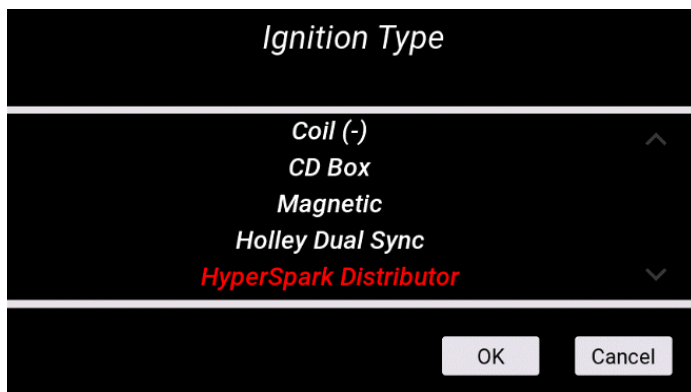 Ignition Type
Coil (-)
CD Box
Magnetic
Holley Dual Sync
HyperSpark Distributor
OK
Cancel